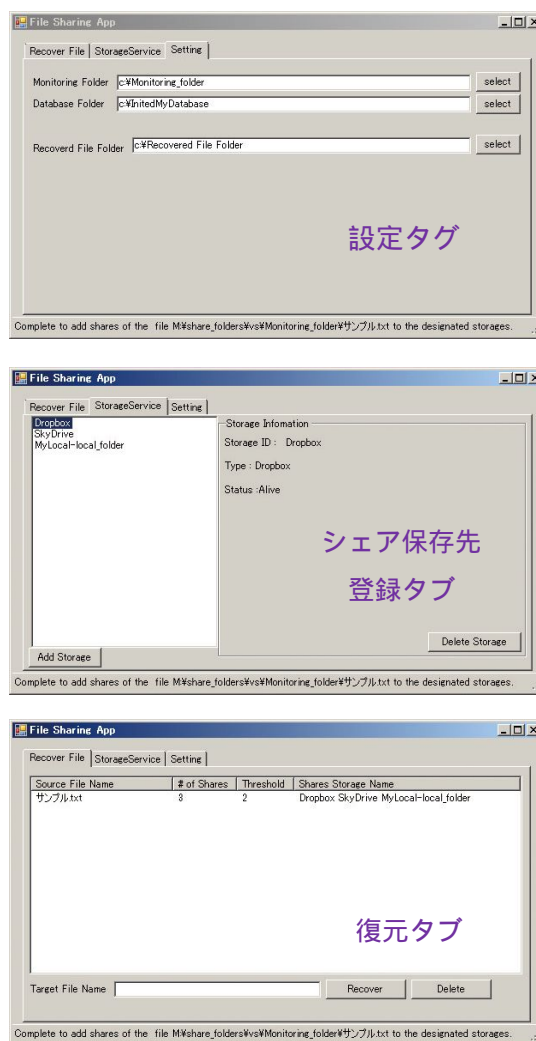 File Sharing App
Recover File StorageService Setting
Monitoring Folder c:¥Monitoring_folder select
Database Folder c:¥InitedMyDatabase select
Recoverd File Folder c:¥Recovered File Folder select
設定タグ
Complete to add shares of the file M:¥share_folders¥vs¥Monitoring_folder¥サンプル.txt to the designated storages.
File Sharing App
Recover File StorageService Setting
Dropbox
SkyDrive
MyLocal-local_folder
Storage Infomation
Storage ID : Dropbox
Type : Dropbox
Status :Alive
シェア保存先
登録タブ
Delete Storage
Add Storage
Complete to add shares of the file M:¥share_folders¥vs¥Monitoring_folder¥サンプル.txt to the designated storages.
File Sharing App
Recover File StorageService Setting
Source File Name # of Shares Threshold Shares Storage Name
サンプル.txt 3 2 Dropbox SkyDrive MyLocal-local_folder
復元タブ
Target File Name Recover Delete
Complete to add shares of the file M:¥share_folders¥vs¥Monitoring_folder¥サンプル.txt to the designated storages.